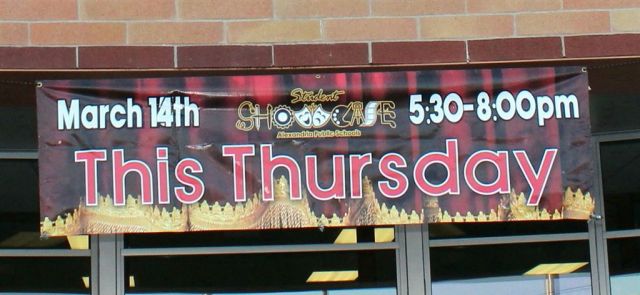 March 14th
Student
SHOWCASE
Alexandria Public Schools
5:30-8:00pm
This Thursday